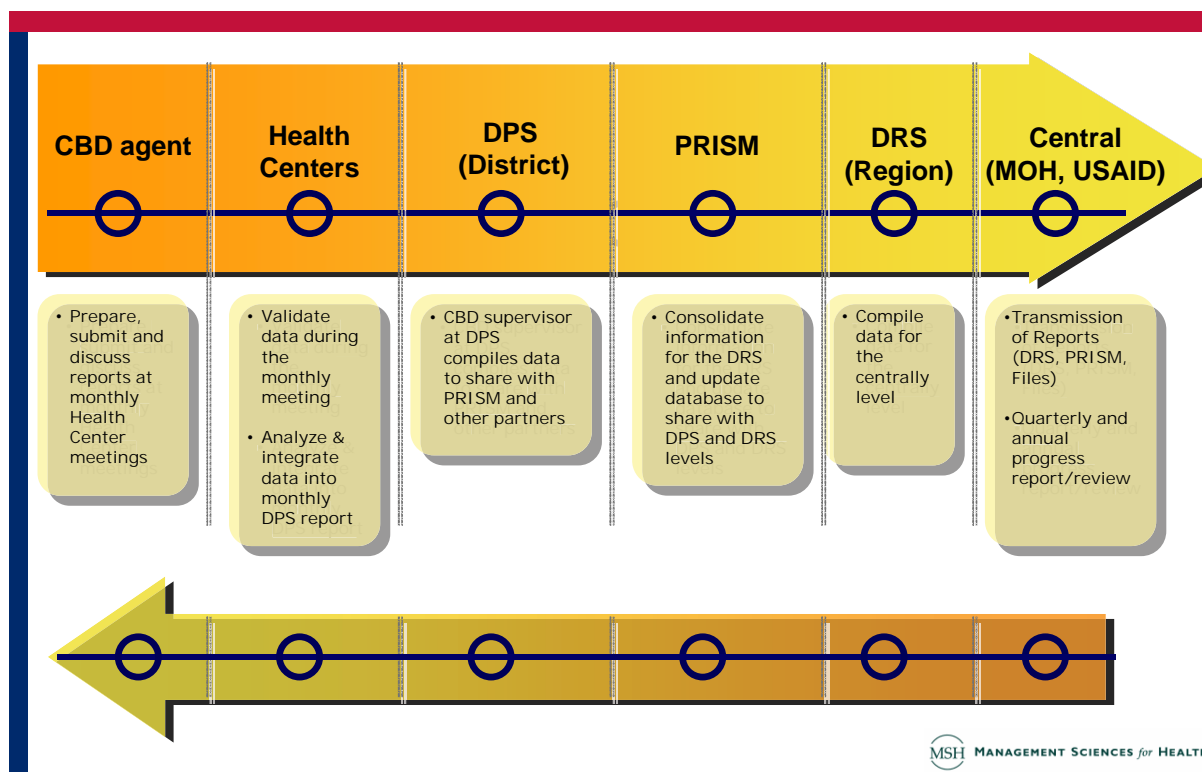 CBD agent
Health
Centers
DPS
(District)
PRISM
DRS
(Region)
Central
(MOH, USAID)
• Prepare,
submit and
discuss
reports at
monthly
Health
Center
meetings
• Validate
data during
the
monthly
meeting
• Analyze &
integrate
data into
monthly
DPS report
• CBD supervisor
at DPS
compiles data
to share with
PRISM and
other partners
• Consolidate
information
for the DRS
and update
database to
share with
DPS and DRS
levels
• Compile
data for
the
centrally
level
•Transmission
of Reports
(DRS, PRISM,
Files)
•Quarterly and
annual
progress
report/review
MSH MANAGEMENT SCIENCES for HEALTH